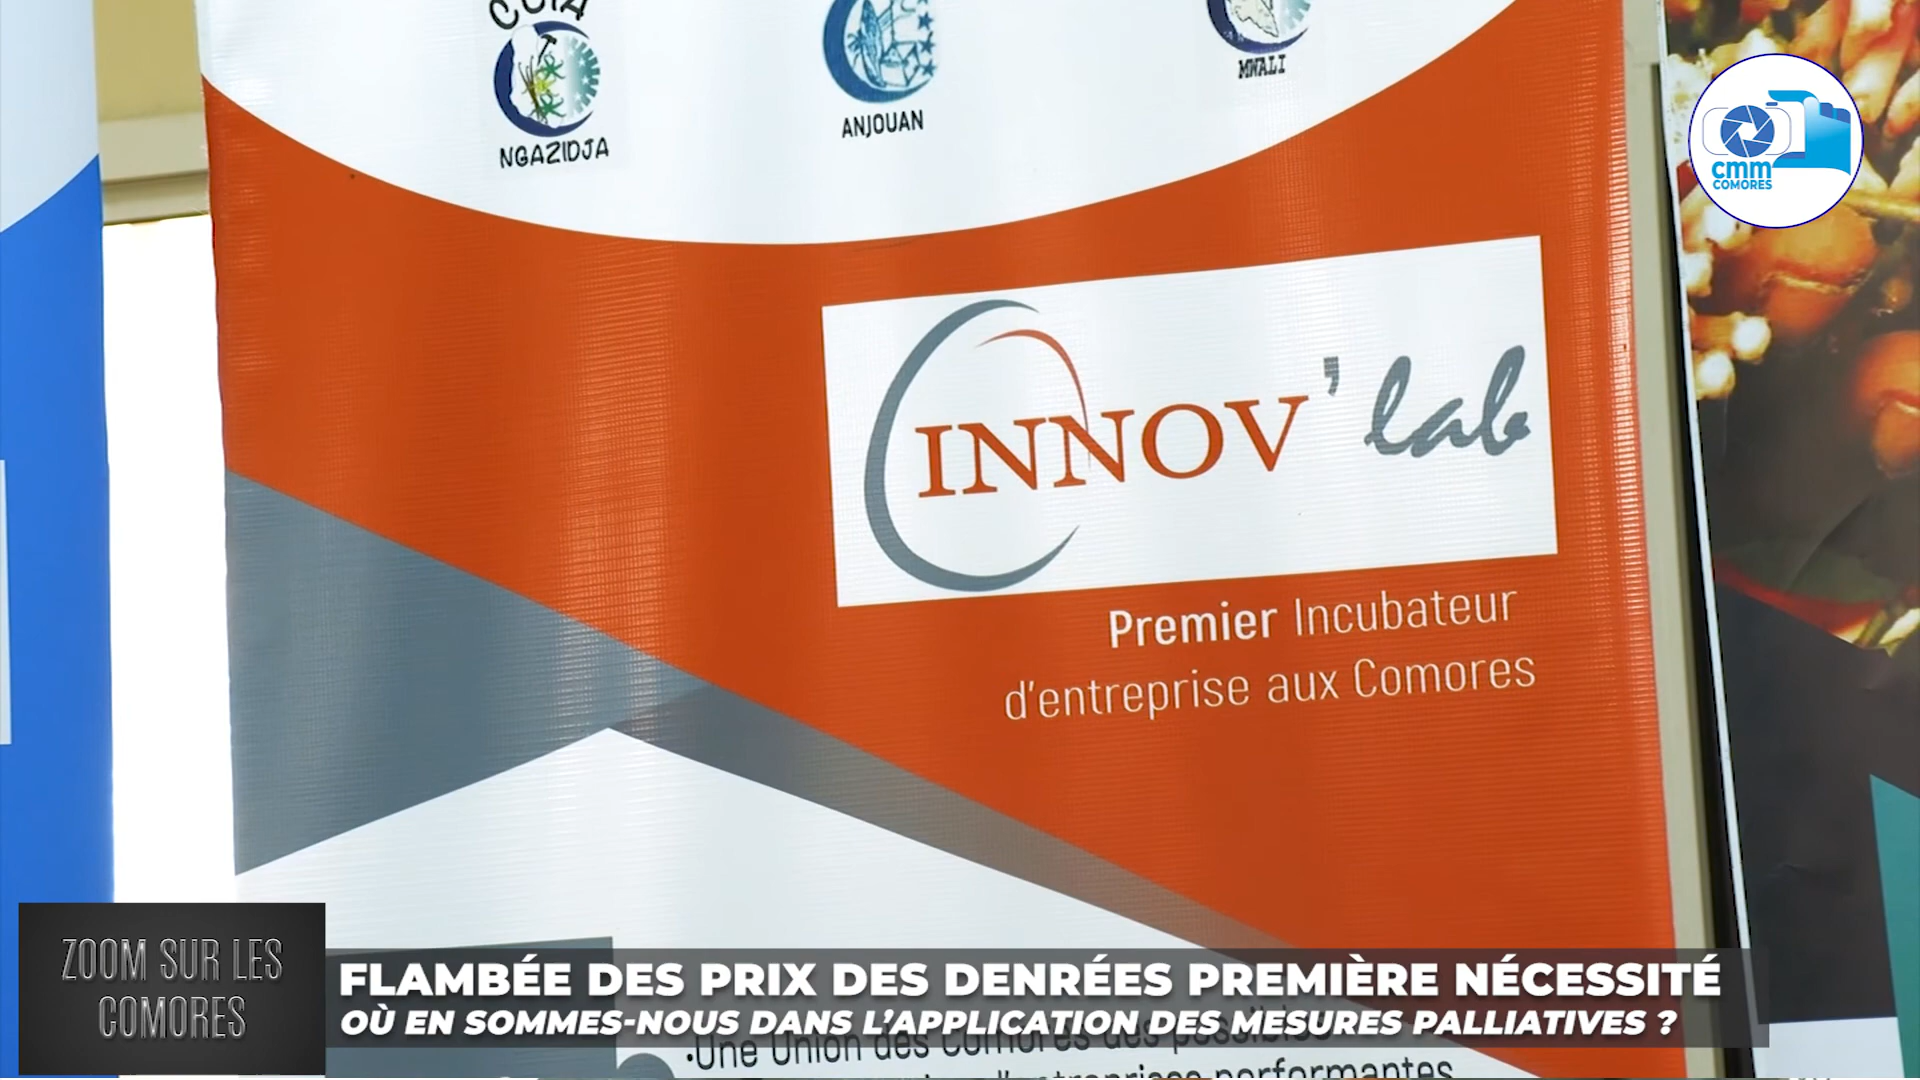 CCIA
NGAZIDJA
ANJOUAN
MWALI
cmm
COMORES
INNOV'lab
Premier Incubateur
d'entreprise aux Comores
ZOOM SUR LES
COMORES
FLAMBÉE DES PRIX DES DENRÉES PREMIÈRE NÉCESSITÉ
OÙ EN SOMMES-NOUS DANS L'APPLICATION DES MESURES PALLIATIVES ?
•Une Union des Comores des possibles
d'entreprises performantes